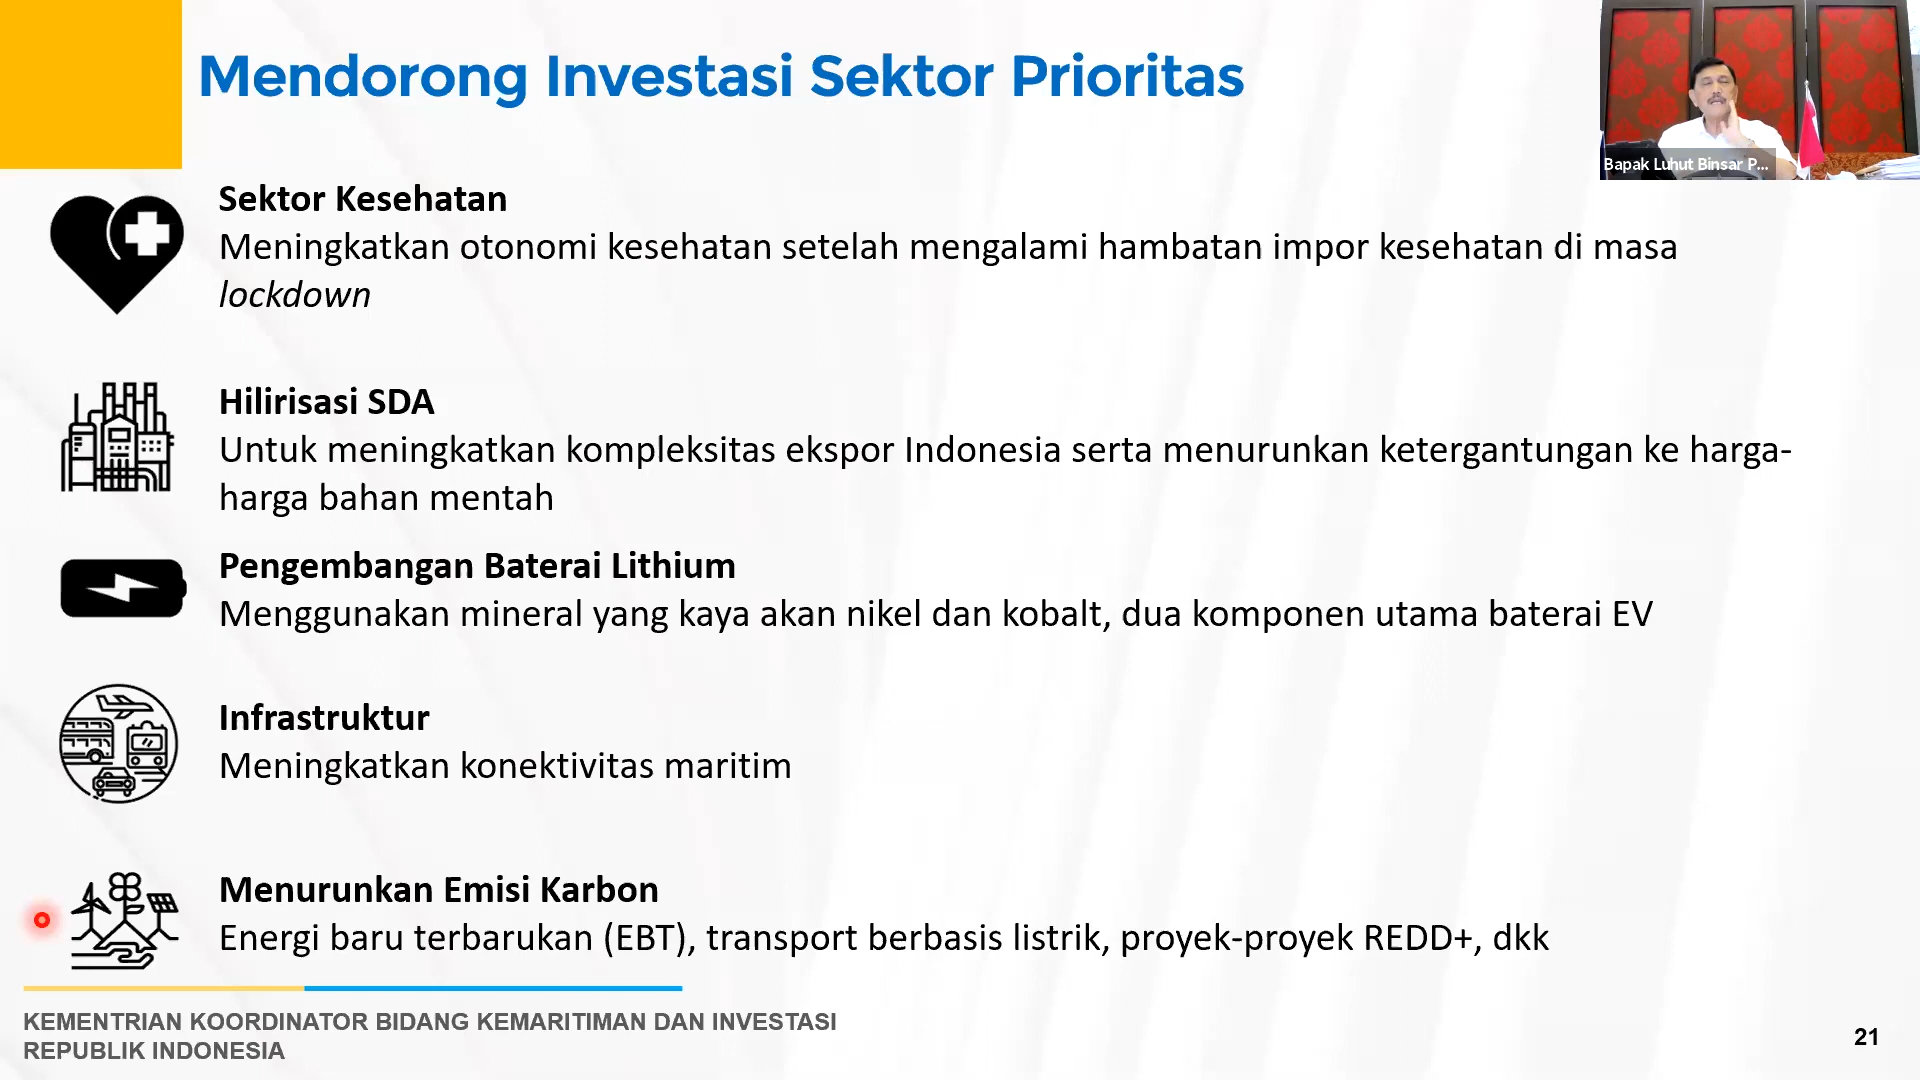 Mendorong Investasi Sektor Prioritas
Bapak Luhut Binsar P...
Sektor Kesehatan
Meningkatkan otonomi kesehatan setelah mengalami hambatan impor kesehatan di masa
lockdown
Hilirisasi SDA
Untuk meningkatkan kompleksitas ekspor Indonesia serta menurunkan ketergantungan ke harga-
harga bahan mentah
Pengembangan Baterai Lithium
Menggunakan mineral yang kaya akan nikel dan kobalt, dua komponen utama baterai EV
Infrastruktur
Meningkatkan konektivitas maritim
Menurunkan Emisi Karbon
Energi baru terbarukan (EBT), transport berbasis listrik, proyek-proyek REDD+, dkk
KEMENTRIAN KOORDINATOR BIDANG KEMARITIMAN DAN INVESTASI
REPUBLIK INDONESIA
21